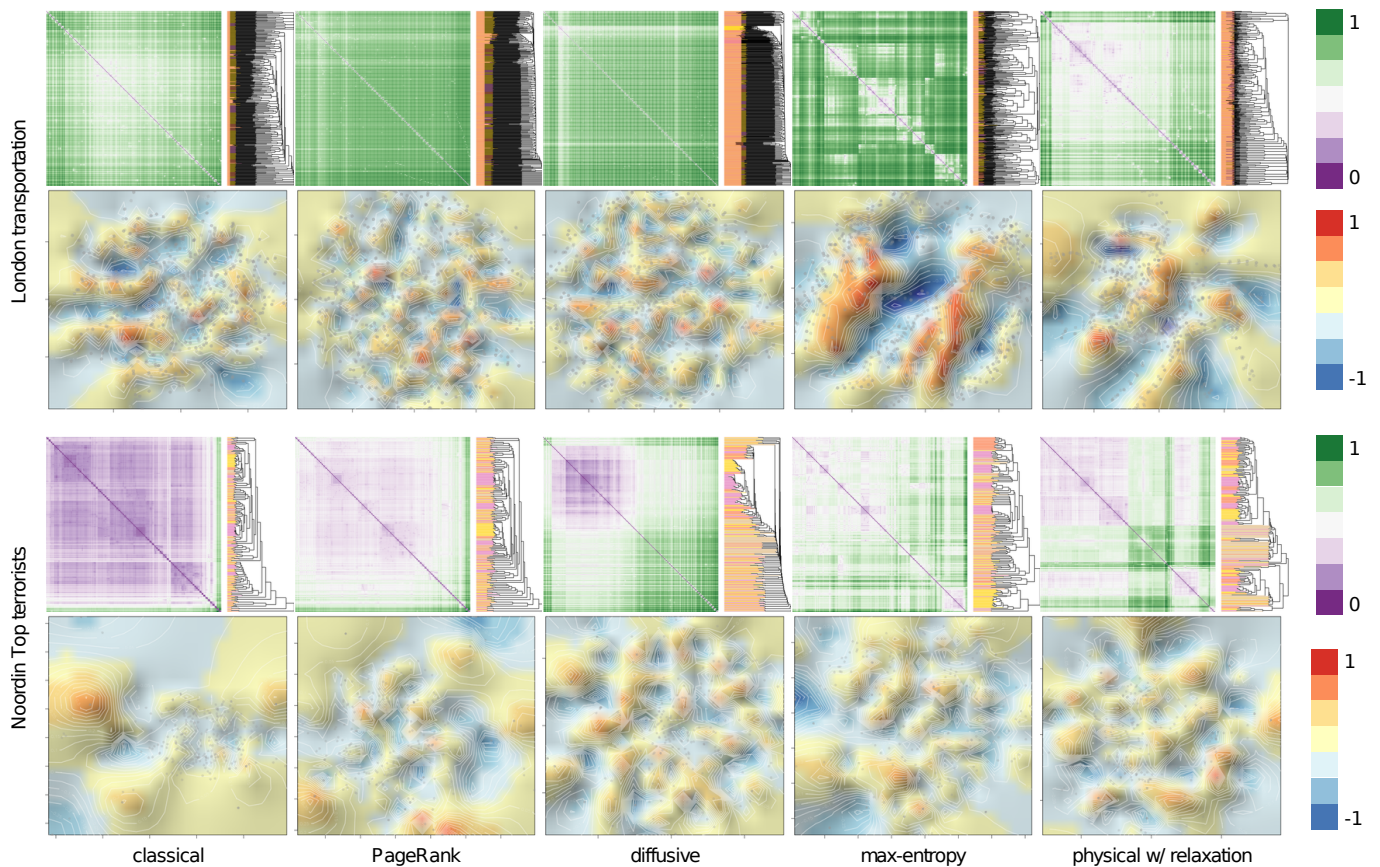 1
0
London transportation
1
-1
1
0
Noordin Top terrorists
1
-1
classical
PageRank
diffusive
max-entropy
physical w/ relaxation